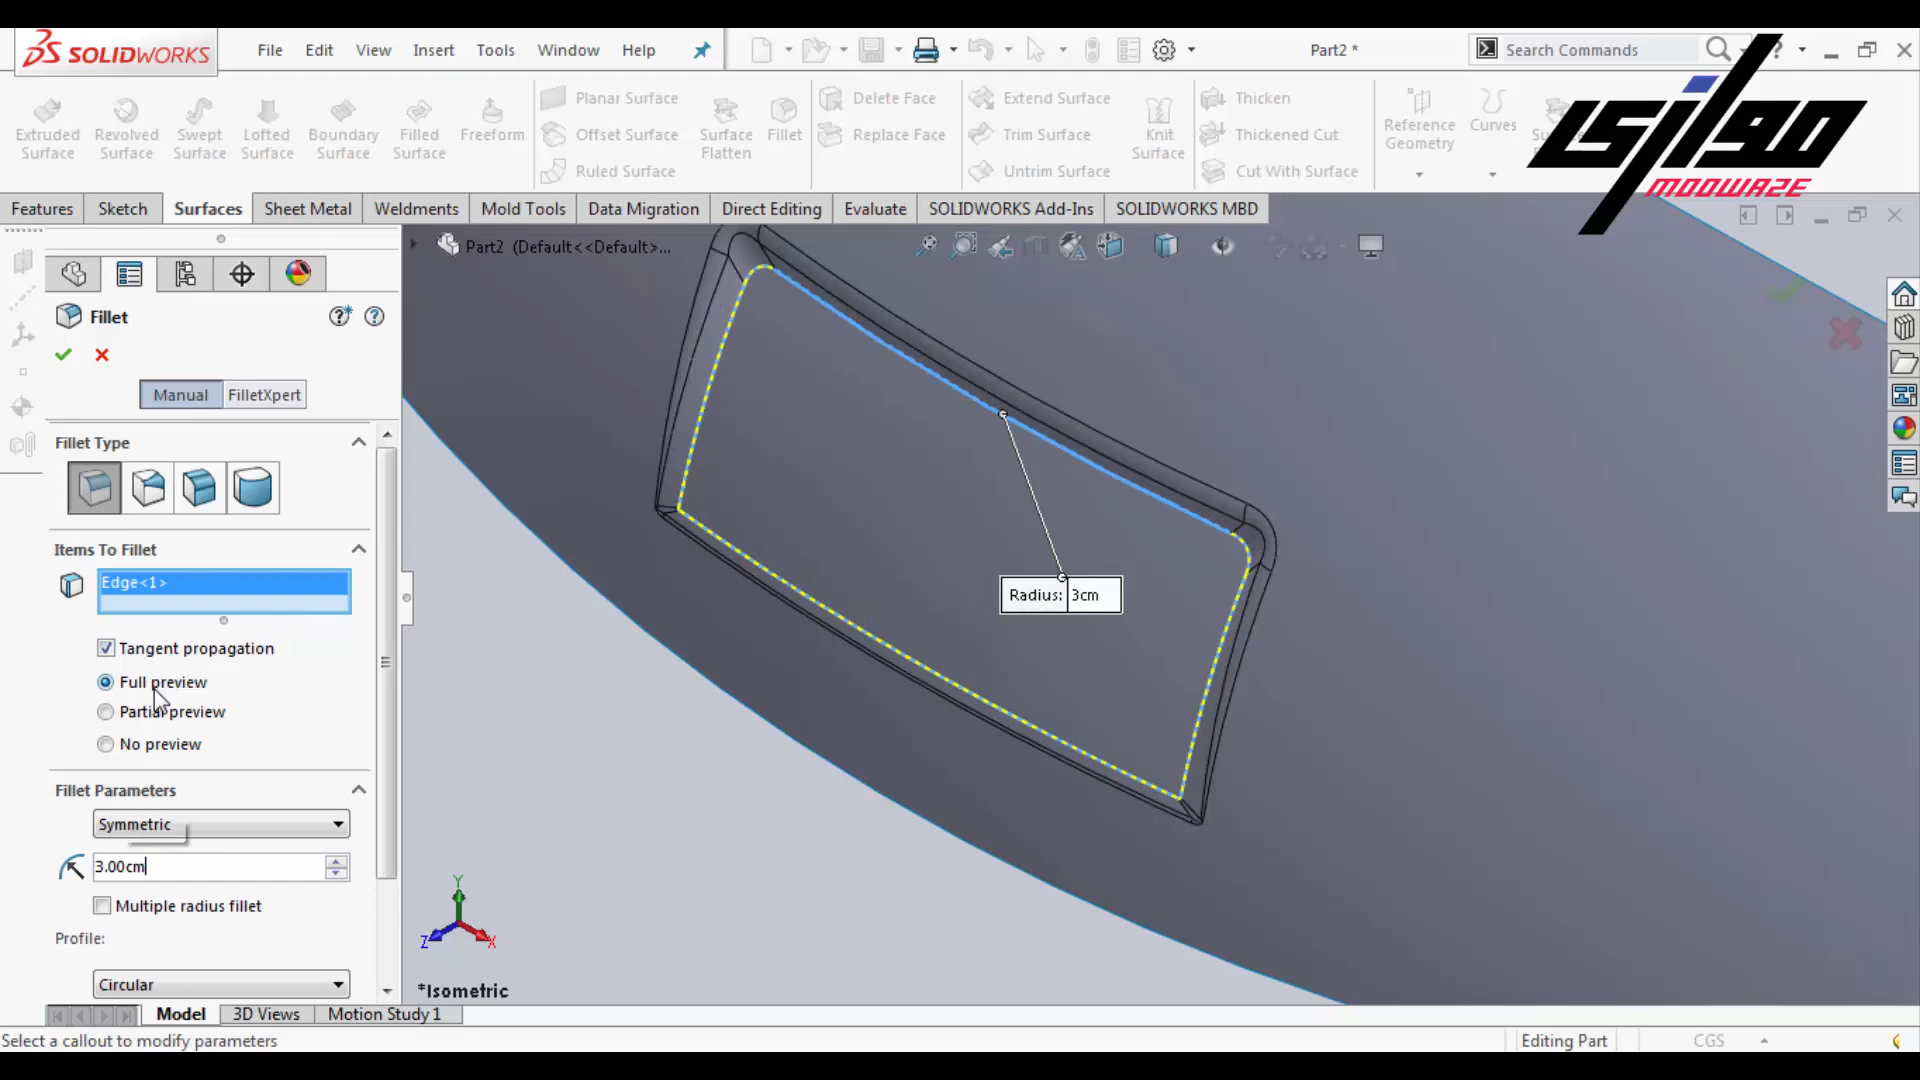 SOLIDWORKS
File Edit View Insert Tools Window Help
Part2 *
Search Commands
?
Extruded Surface
Revolved Surface
Swept Surface
Lofted Surface
Boundary Surface
Filled Surface
Freeform
Planar Surface
Offset Surface
Ruled Surface
Surface Flatten
Fillet
Delete Face
Replace Face
Extend Surface
Trim Surface
Untrim Surface
Knit Surface
Thicken
Thickened Cut
Cut With Surface
Reference Geometry
Curves
موازی
MOOWAZE
Features Sketch Surfaces Sheet Metal Weldments Mold Tools Data Migration Direct Editing Evaluate SOLIDWORKS Add-Ins SOLIDWORKS MBD
Part2 (Default<<Default>...
Fillet
Manual FilletXpert
Fillet Type
Items To Fillet
Edge<1>
Tangent propagation
Full preview
Partial preview
No preview
Fillet Parameters
Symmetric
3.00cm
Multiple radius fillet
Profile:
Circular
Radius: 3cm
Y
Z
X
*Isometric
Model 3D Views Motion Study 1
Select a callout to modify parameters
Editing Part
CGS